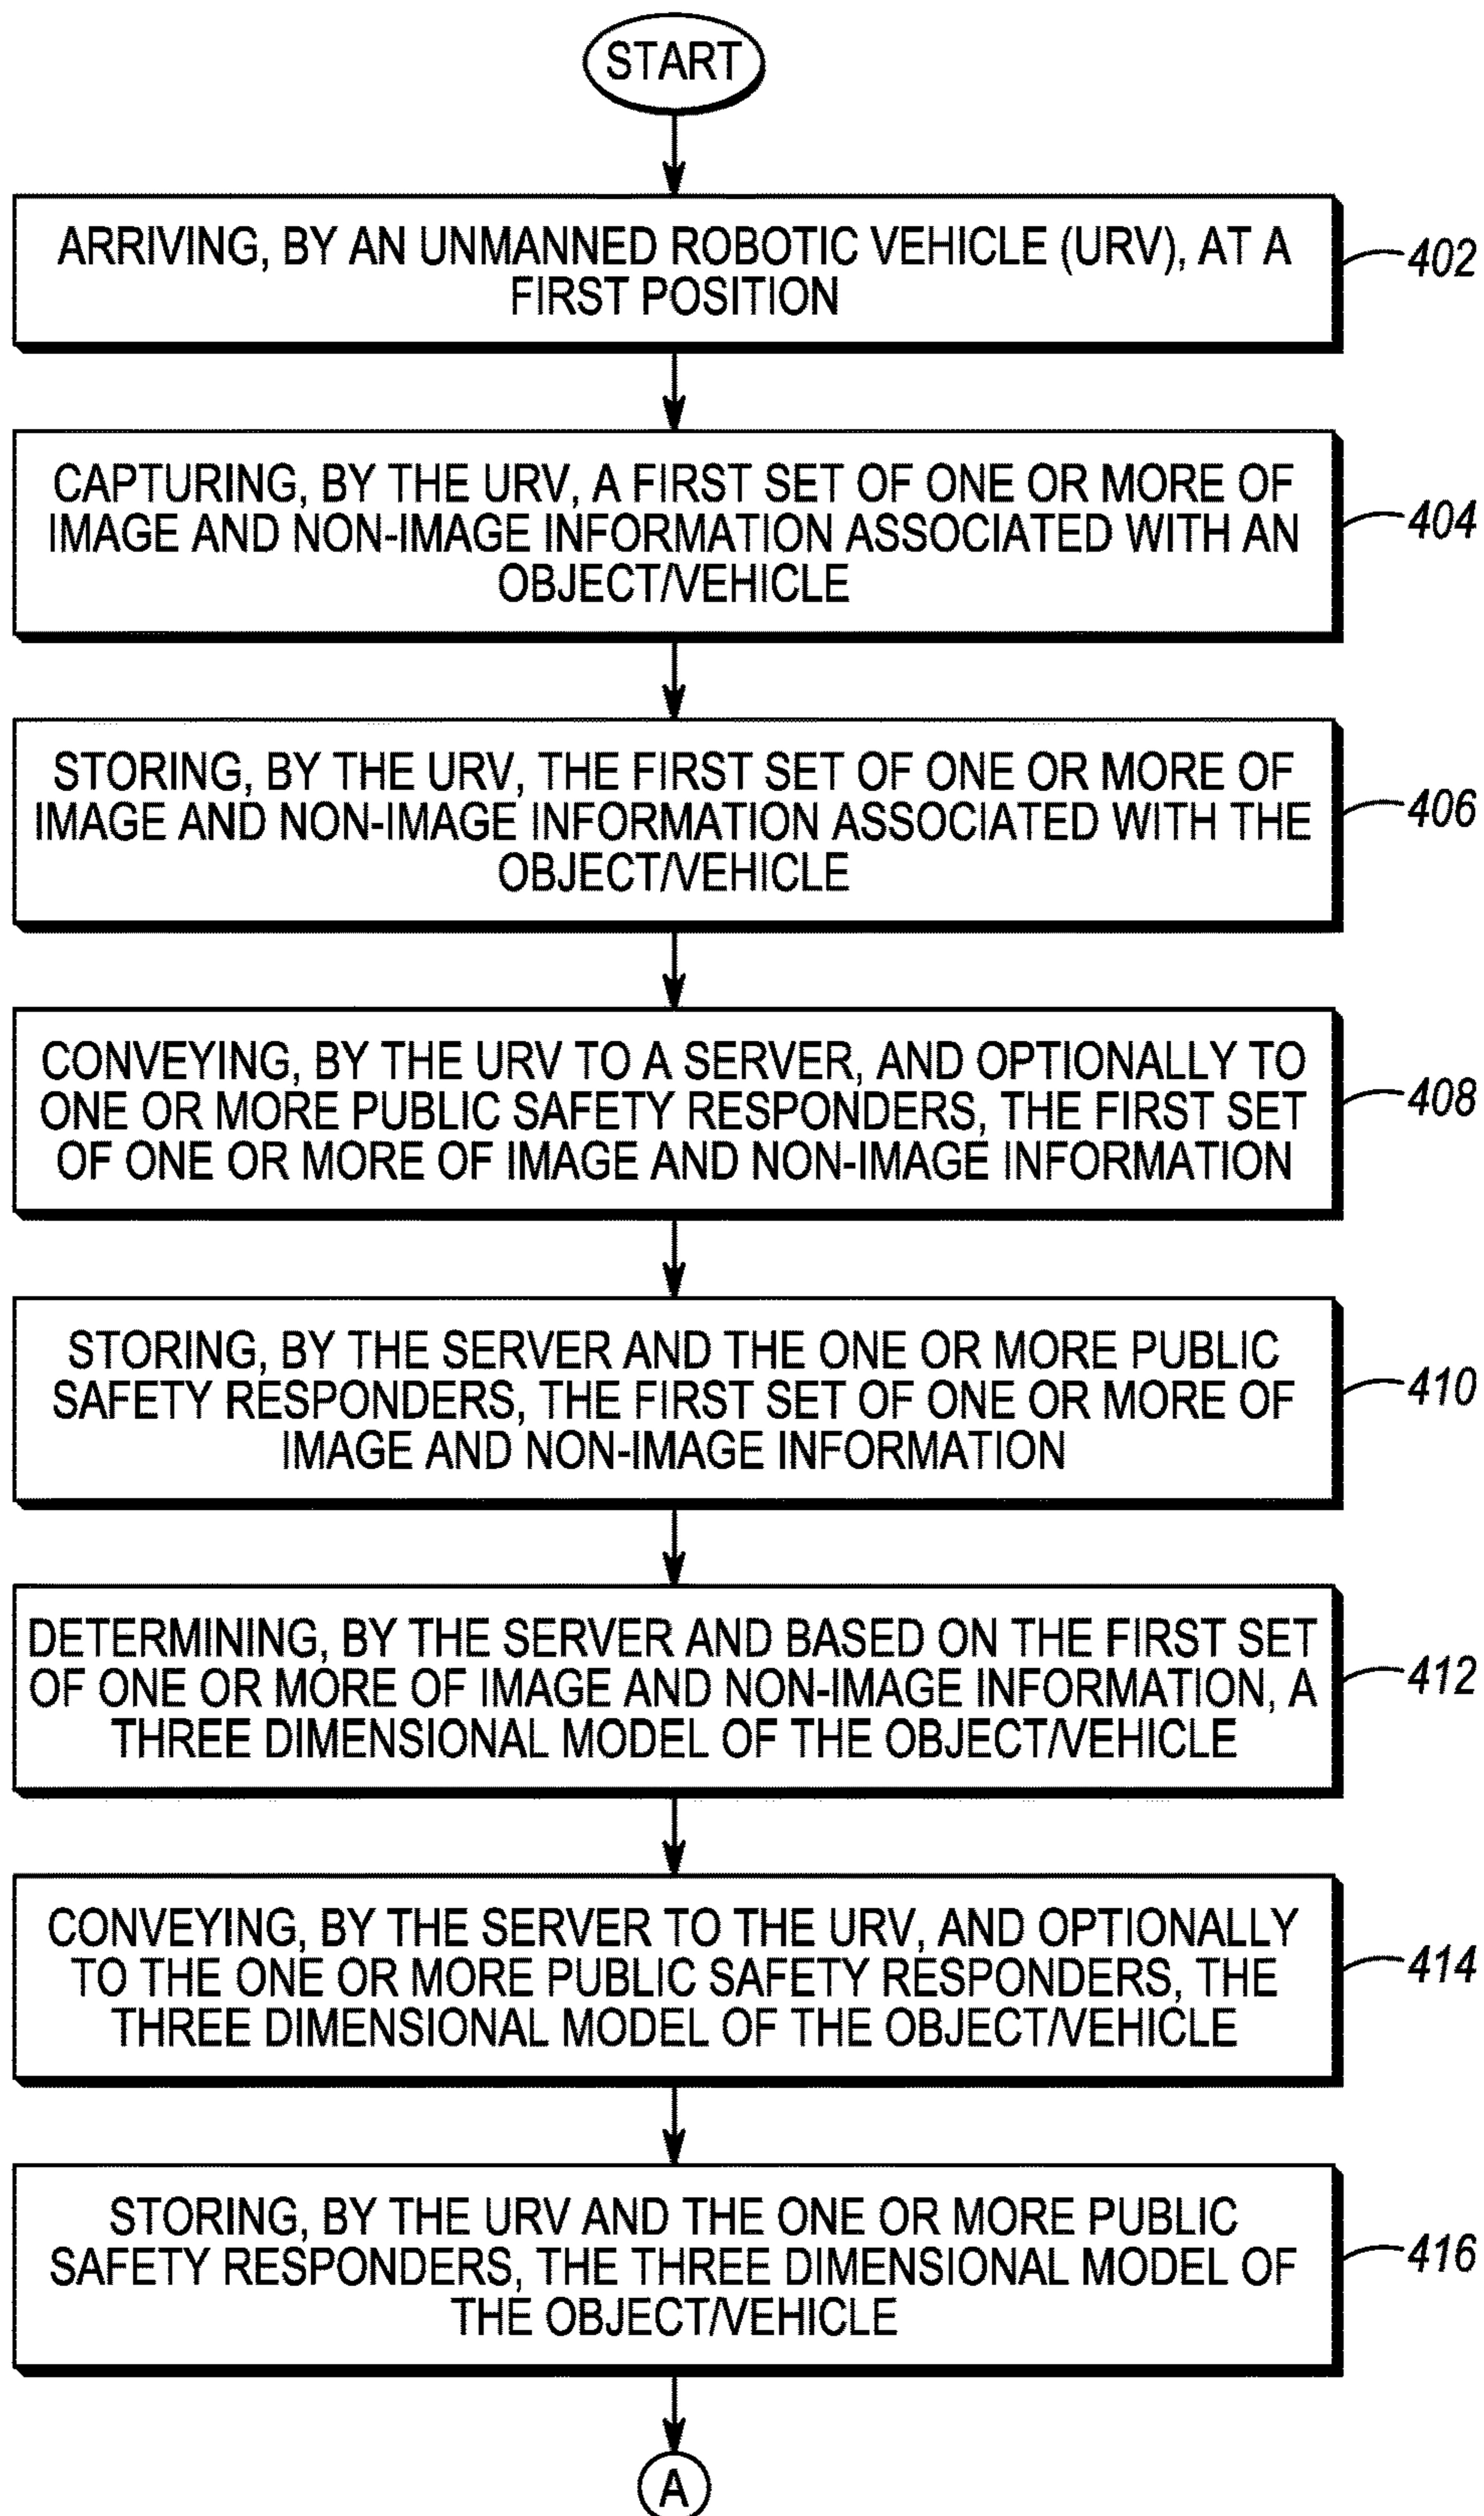 START
ARRIVING, BY AN UNMANNED ROBOTIC VEHICLE (URV), AT A
FIRST POSITION
402
CAPTURING, BY THE URV, A FIRST SET OF ONE OR MORE OF
IMAGE AND NON-IMAGE INFORMATION ASSOCIATED WITH AN
OBJECT/VEHICLE
404
STORING, BY THE URV, THE FIRST SET OF ONE OR MORE OF
IMAGE AND NON-IMAGE INFORMATION ASSOCIATED WITH THE
OBJECT/VEHICLE
406
CONVEYING, BY THE URV TO A SERVER, AND OPTIONALLY TO
ONE OR MORE PUBLIC SAFETY RESPONDERS, THE FIRST SET
OF ONE OR MORE OF IMAGE AND NON-IMAGE INFORMATION
408
STORING, BY THE SERVER AND THE ONE OR MORE PUBLIC
SAFETY RESPONDERS, THE FIRST SET OF ONE OR MORE OF
IMAGE AND NON-IMAGE INFORMATION
410
DETERMINING, BY THE SERVER AND BASED ON THE FIRST SET
OF ONE OR MORE OF IMAGE AND NON-IMAGE INFORMATION, A
THREE DIMENSIONAL MODEL OF THE OBJECT/VEHICLE
412
CONVEYING, BY THE SERVER TO THE URV, AND OPTIONALLY
TO THE ONE OR MORE PUBLIC SAFETY RESPONDERS, THE
THREE DIMENSIONAL MODEL OF THE OBJECT/VEHICLE
414
STORING, BY THE URV AND THE ONE OR MORE PUBLIC
SAFETY RESPONDERS, THE THREE DIMENSIONAL MODEL OF
THE OBJECT/VEHICLE
416
A